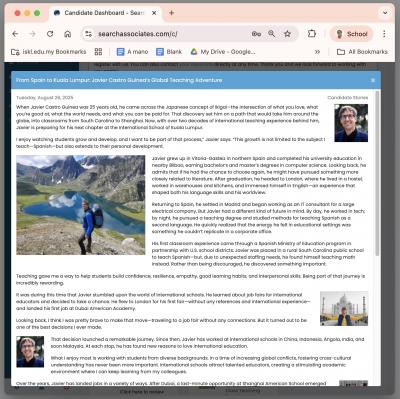 Candidate Dashboard - Sear
School
searchassociates.com/c/
iskl.edu.my Bookmarks
A mano
Blank
My Drive - Google...
All Bookmarks
From Spain to Kuala Lumpur: Javier Castro Guinea's Global Teaching Adventure
Tuesday, August 26, 2025
Candidate Stories
When Javier Castro Guinea was 25 years old, he came across the Japanese concept of ikigai—the intersection of what you love, what
you're good at, what the world needs, and what you can be paid for. That discovery set him on a path that would take him around the
globe, into classrooms from South Carolina to Shanghai. Now, with over two decades of international teaching experience behind him,
Javier is preparing for his next chapter at the International School of Kuala Lumpur.
I enjoy watching students grow and develop, and I want to be part of that process," Javier says. "This growth is not limited to the subject I
teach—Spanish—but also extends to their personal development.
Javier grew up in Vitoria-Gasteiz in northern Spain and completed his university education in
nearby Bilbao, earning bachelor's and master's degrees in computer science. Looking back, he
admits that if he had the chance to choose again, he might have pursued something more
closely related to literature. After graduation, he headed to London, where he lived in a hostel,
worked in warehouses and kitchens, and immersed himself in English—an experience that
shaped both his language skills and his worldview.
Returning to Spain, he settled in Madrid and began working as an IT consultant for a large
electrical company. But Javier had a different kind of future in mind. By day, he worked in tech;
by night, he pursued a teaching degree and studied methods for teaching Spanish as a
second language. He quickly realized that the energy he felt in educational settings was
something he couldn't replicate in a corporate office.
His first classroom experience came through a Spanish Ministry of Education program in
partnership with U.S. school districts. Javier was placed in a rural South Carolina public school
to teach Spanish—but, due to unexpected staffing needs, he found himself teaching math
instead. Rather than being discouraged, he discovered something important.
Teaching gave me a way to help students build confidence, resilience, empathy, good learning habits, and interpersonal skills. Being part of that journey is
incredibly rewarding.
It was during this time that Javier stumbled upon the world of international schools. He learned about job fairs for international
educators and decided to take a chance. He flew to London for his first fair—without any references and international experience—
and landed his first job at Dubai American Academy.
Looking back, I think I was pretty brave to make that move—traveling to a job fair without any connections. But it turned out to be
one of the best decisions I ever made.
That decision launched a remarkable journey. Since then, Javier has worked at international schools in China, Indonesia, Angola, India, and
soon Malaysia. At each stop, he has found new reasons to love international education.
What I enjoy most is working with students from diverse backgrounds. In a time of increasing global conflicts, fostering cross-cultural
understanding has never been more important. International schools attract talented educators, creating a stimulating academic
environment where I can keep learning from my colleagues.
Over the years, Javier has landed jobs in a variety of ways. After Dubai, a last-minute opportunity at Shanghai American School emerged
Click here to review